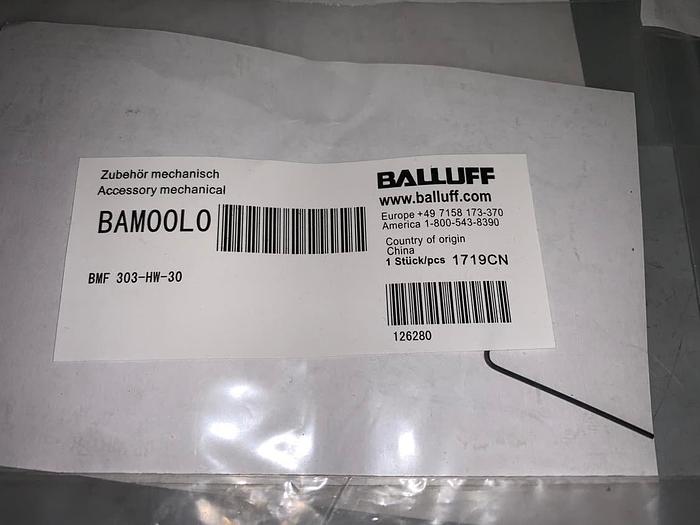 Zubehör mechanisch
Accessory mechanical
BAM00L0
BMF 303-HW-30
BALLUFF
www.balluff.com
Europe +49 7158 173-370
America 1-800-543-8390
Country of origin
China
1 Stück/pcs 1719CN
126280